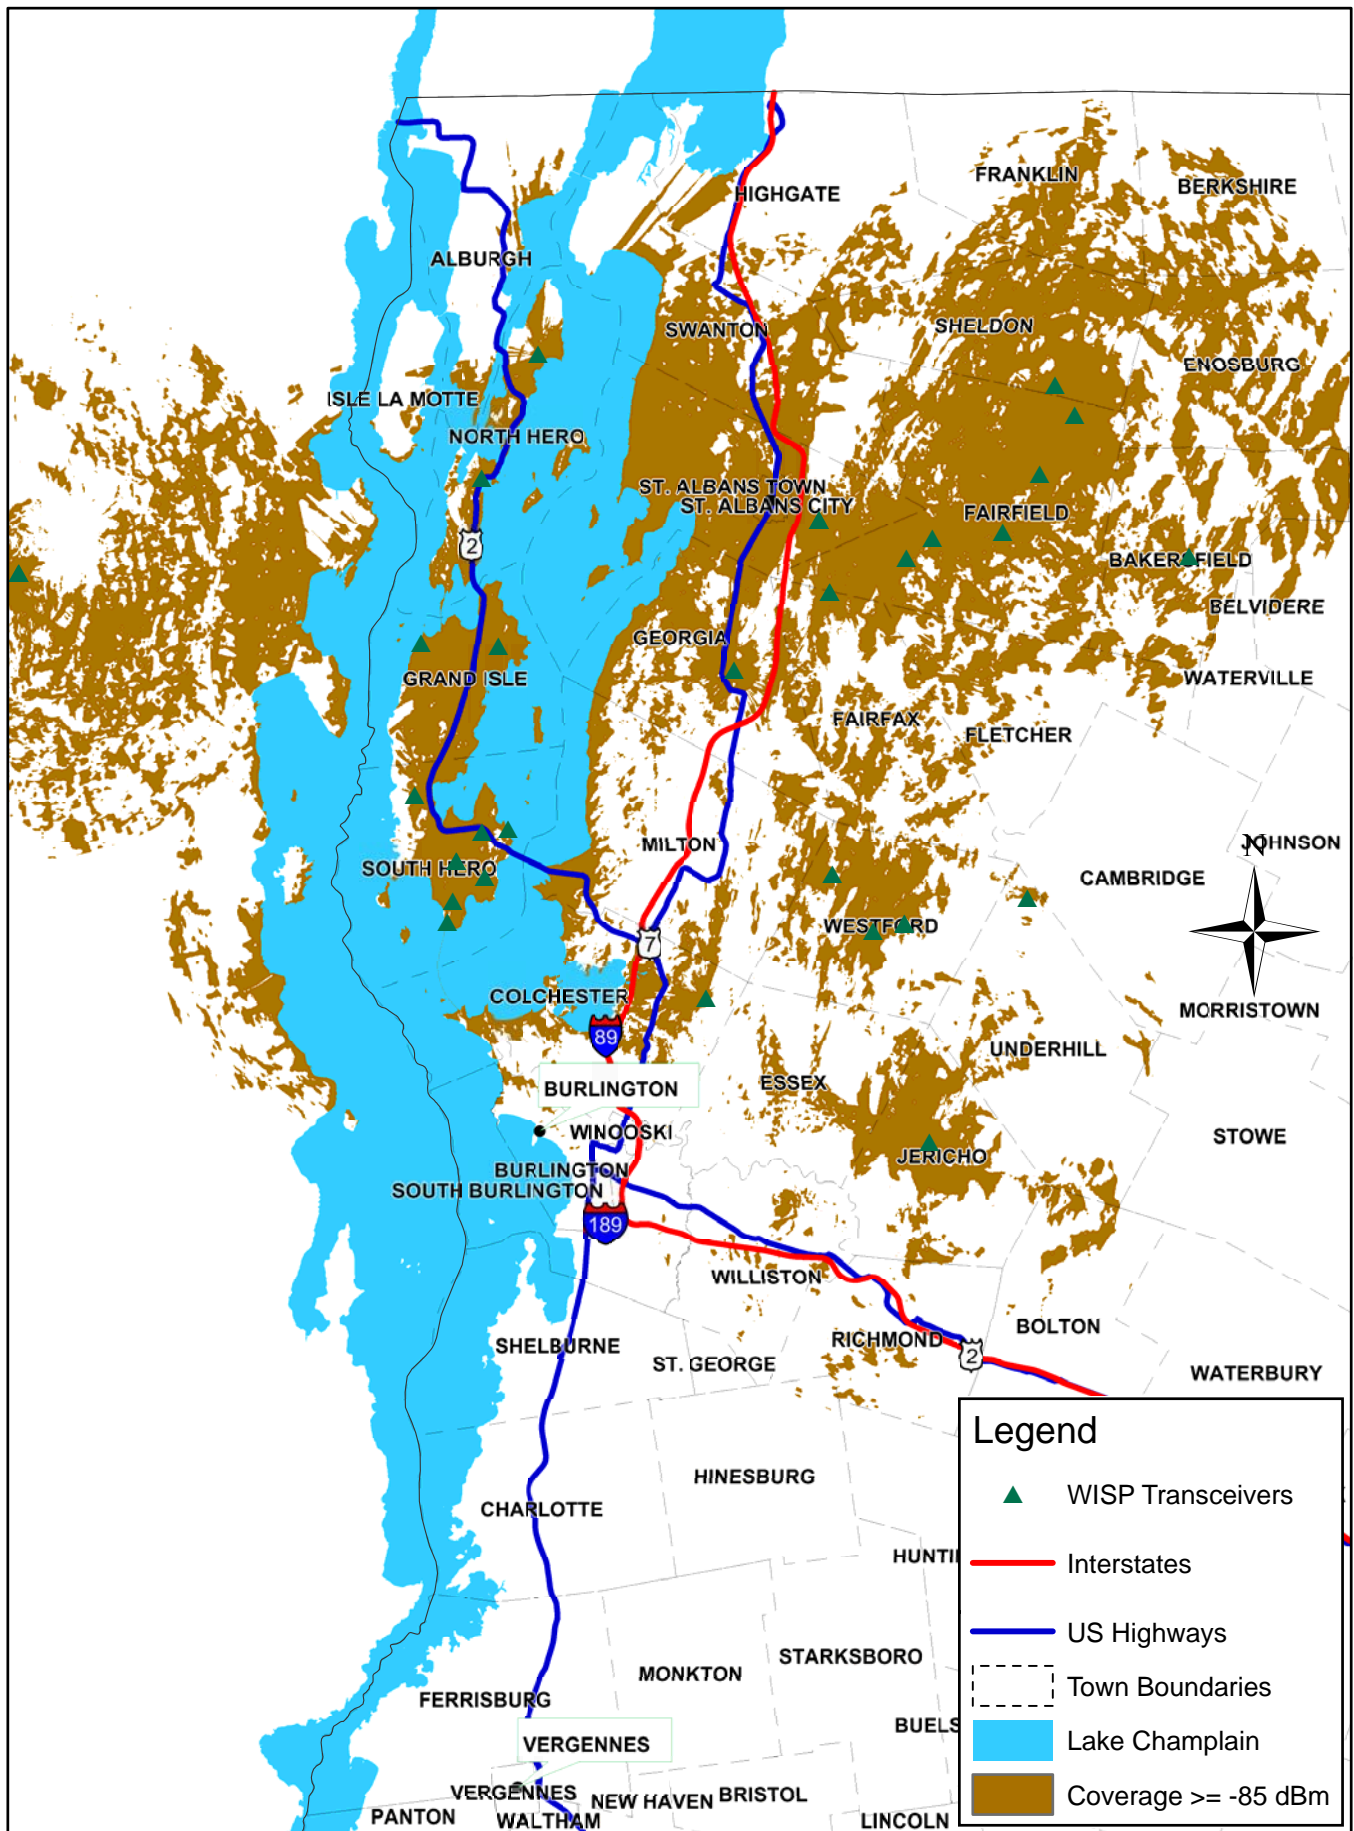 FRANKLIN
BERKSHIRE
HIGHGATE
ALBURGH
SHELDON
SWANTON
ENOSBURG
ISLE LA MOTTE
NORTH HERO
ST. ALBANS TOWN
ST. ALBANS CITY
FAIRFIELD
2
BAKERSFIELD
BELVIDERE
GEORGIA
GRAND ISLE
WATERVILLE
FAIRFAX
FLETCHER
N
JOHNSON
MILTON
SOUTH HERO
CAMBRIDGE
WESTFORD
7
COLCHESTER
MORRISTOWN
89
UNDERHILL
ESSEX
BURLINGTON
WINOOSKI
STOWE
JERICHO
BURLINGTON
SOUTH BURLINGTON
189
WILLISTON
BOLTON
RICHMOND
SHELBURNE
2
ST. GEORGE
WATERBURY
HINESBURG
CHARLOTTE
HUNTI
STARKSBORO
MONKTON
FERRISBURG
BUELS
VERGENNES
VERGENNES
NEW HAVEN
BRISTOL
PANTON
WALTHAM
LINCOLN
Legend
WISP Transceivers
Interstates
US Highways
Town Boundaries
Lake Champlain
Coverage >= -85 dBm